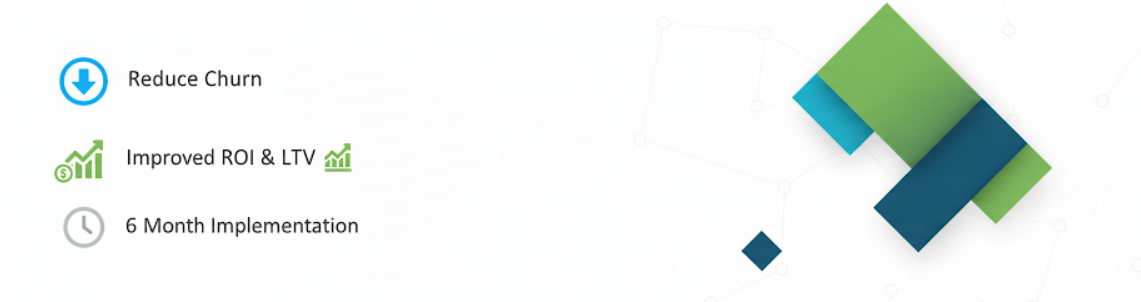 Reduce Churn
Improved ROI & LTV
6 Month Implementation